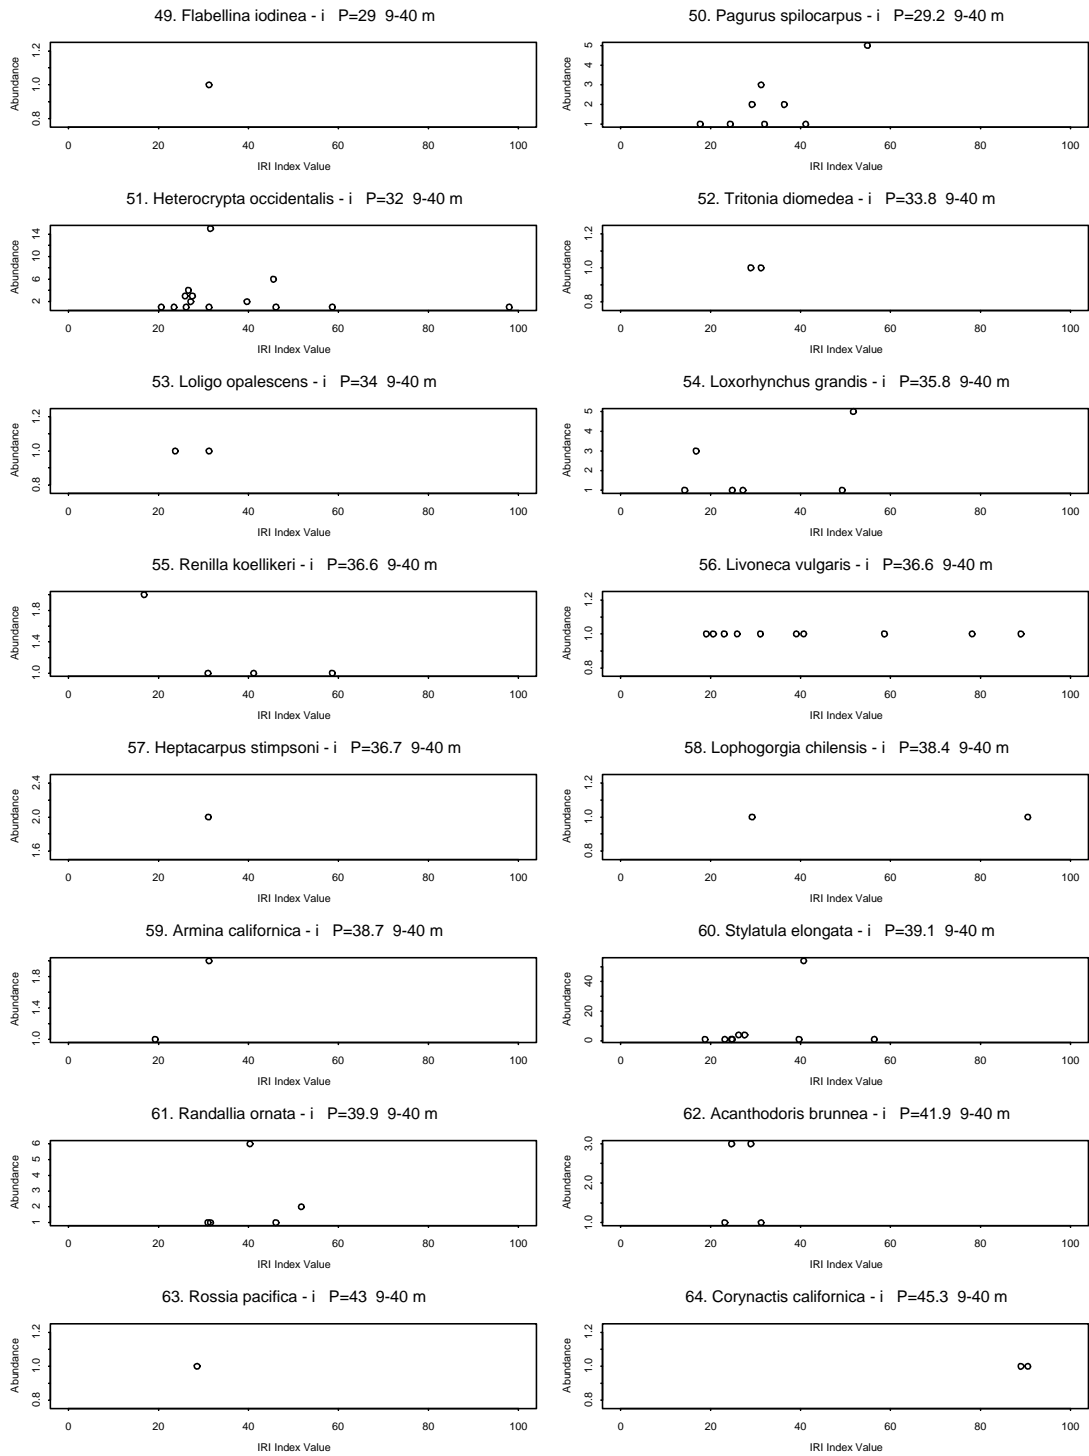 49. Flabellina iodinea - i P=29 9-40 m
Abundance
0.8 1.0 1.2
0 20 40 60 80 100
IRI Index Value
50. Pagurus spilocarpus - i P=29.2 9-40 m
Abundance
1 2 3 4 5
0 20 40 60 80 100
IRI Index Value
51. Heterocrypta occidentalis - i P=32 9-40 m
Abundance
2 6 10 14
0 20 40 60 80 100
IRI Index Value
52. Tritonia diomedea - i P=33.8 9-40 m
Abundance
0.8 1.0 1.2
0 20 40 60 80 100
IRI Index Value
53. Loligo opalescens - i P=34 9-40 m
Abundance
0.8 1.0 1.2
0 20 40 60 80 100
IRI Index Value
54. Loxorhynchus grandis - i P=35.8 9-40 m
Abundance
1 2 3 4 5
0 20 40 60 80 100
IRI Index Value
55. Renilla koellikeri - i P=36.6 9-40 m
Abundance
1.0 1.4 1.8
0 20 40 60 80 100
IRI Index Value
56. Livoneca vulgaris - i P=36.6 9-40 m
Abundance
0.8 1.0 1.2
0 20 40 60 80 100
IRI Index Value
57. Heptacarpus stimpsoni - i P=36.7 9-40 m
Abundance
1.6 2.0 2.4
0 20 40 60 80 100
IRI Index Value
58. Lophogorgia chilensis - i P=38.4 9-40 m
Abundance
0.8 1.0 1.2
0 20 40 60 80 100
IRI Index Value
59. Armina californica - i P=38.7 9-40 m
Abundance
1.0 1.4 1.8
0 20 40 60 80 100
IRI Index Value
60. Stylatula elongata - i P=39.1 9-40 m
Abundance
0 20 40
0 20 40 60 80 100
IRI Index Value
61. Randallia ornata - i P=39.9 9-40 m
Abundance
1 2 3 4 5 6
0 20 40 60 80 100
IRI Index Value
62. Acanthodoris brunnea - i P=41.9 9-40 m
Abundance
1.0 2.0 3.0
0 20 40 60 80 100
IRI Index Value
63. Rossia pacifica - i P=43 9-40 m
Abundance
0.8 1.0 1.2
0 20 40 60 80 100
IRI Index Value
64. Corynactis californica - i P=45.3 9-40 m
Abundance
0.8 1.0 1.2
0 20 40 60 80 100
IRI Index Value